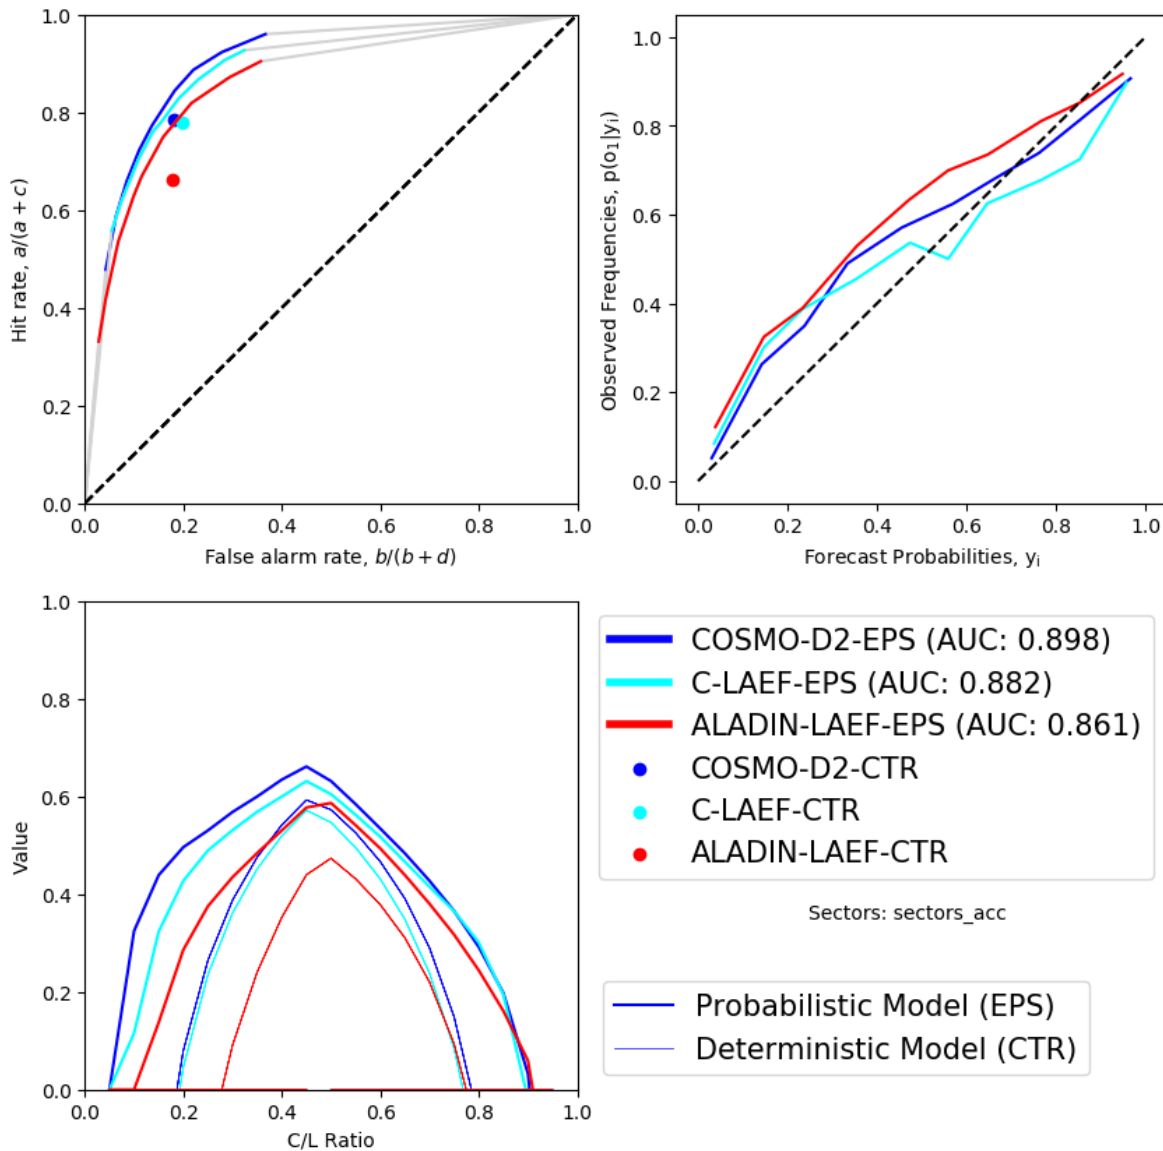 1.0
0.8
0.6
0.4
0.2
0.0
Hit rate, a/(a + c)
0.0 0.2 0.4 0.6 0.8 1.0
False alarm rate, b/(b + d)
1.0
0.8
0.6
0.4
0.2
0.0
Observed Frequencies, p(o₁|yᵢ)
0.0 0.2 0.4 0.6 0.8 1.0
Forecast Probabilities, yᵢ
1.0
0.8
0.6
0.4
0.2
0.0
Value
0.0 0.2 0.4 0.6 0.8 1.0
C/L Ratio
COSMO-D2-EPS (AUC: 0.898)
C-LAEF-EPS (AUC: 0.882)
ALADIN-LAEF-EPS (AUC: 0.861)
COSMO-D2-CTR
C-LAEF-CTR
ALADIN-LAEF-CTR
Sectors: sectors_acc
Probabilistic Model (EPS)
Deterministic Model (CTR)